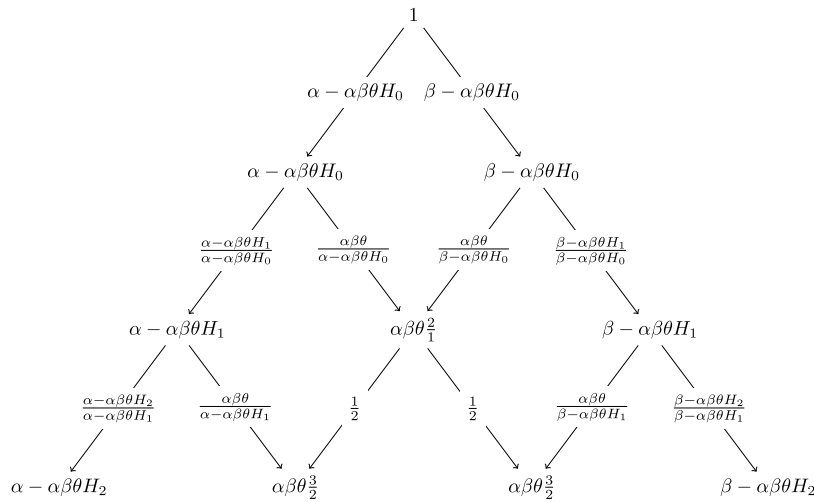 1
α − αβθH₀ β − αβθH₀
α − αβθH₀ β − αβθH₀
(α−αβθH₁)/(α−αβθH₀) αβθ/(α−αβθH₀) αβθ/(β−αβθH₀) (β−αβθH₁)/(β−αβθH₀)
α − αβθH₁ αβθ 2/1 β − αβθH₁
(α−αβθH₂)/(α−αβθH₁) αβθ/(α−αβθH₁) 1/2 1/2 αβθ/(β−αβθH₁) (β−αβθH₂)/(β−αβθH₁)
α − αβθH₂ αβθ 3/2 αβθ 3/2 β − αβθH₂